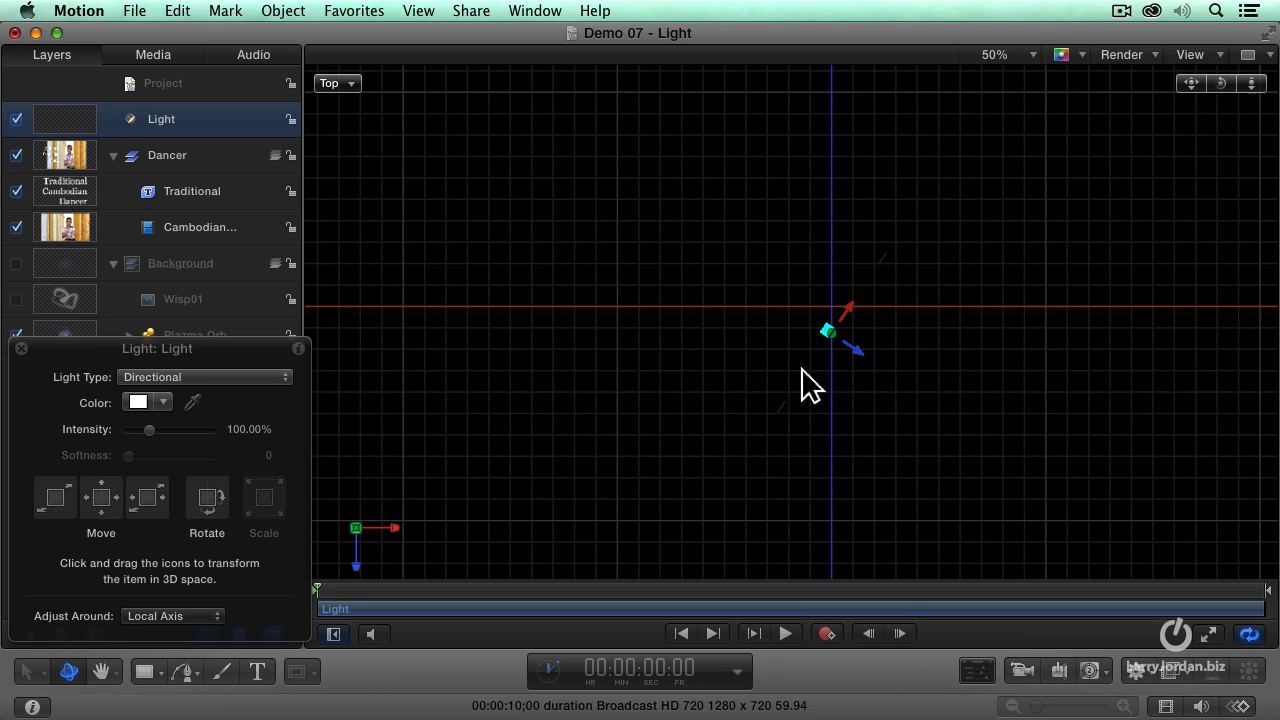 Motion File Edit Mark Object Favorites View Share Window Help
Demo 07 - Light
Layers Media Audio
50% Render View
Project
Top
Light
Dancer
Traditional
Cambodian
Dancer
Traditional
Cambodian...
Background
Wisp01
Plazma Orb
Light: Light
Light Type: Directional
Color:
Intensity: 100.00%
Softness: 0
Move Rotate Scale
Click and drag the icons to transform
the item in 3D space.
Adjust Around: Local Axis
Light
T
00:00:00:00
HR MIN SEC FR
larryjordan.biz
00:00:10;00 duration Broadcast HD 720 1280 x 720 59.94